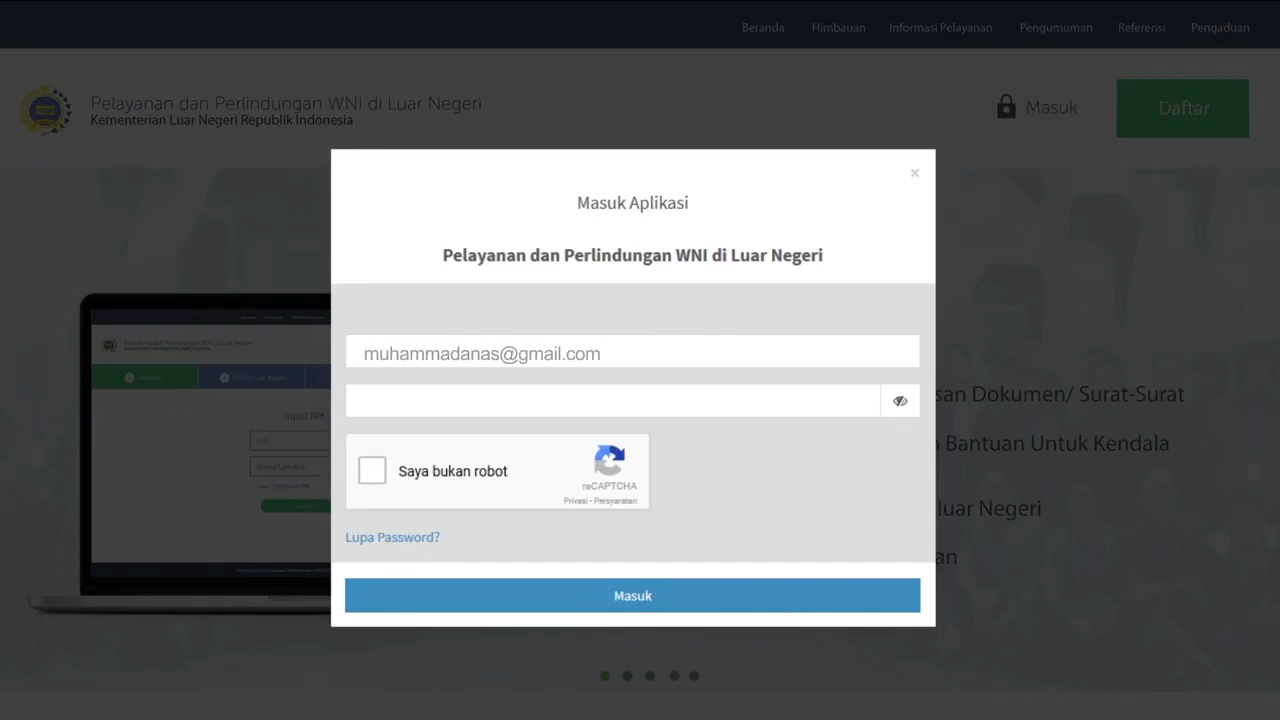 Beranda Himbauan Informasi Pelayanan Pengumuman Referensi Pengaduan
Pelayanan dan Perlindungan WNI di Luar Negeri
Kementerian Luar Negeri Republik Indonesia
Masuk
Daftar
×
Masuk Aplikasi
Pelayanan dan Perlindungan WNI di Luar Negeri
muhammadanas@gmail.com
Saya bukan robot
reCAPTCHA
Privasi - Persyaratan
Lupa Password?
Masuk
Input NIK
san Dokumen/ Surat-Surat
Bantuan Untuk Kendala
luar Negeri
an